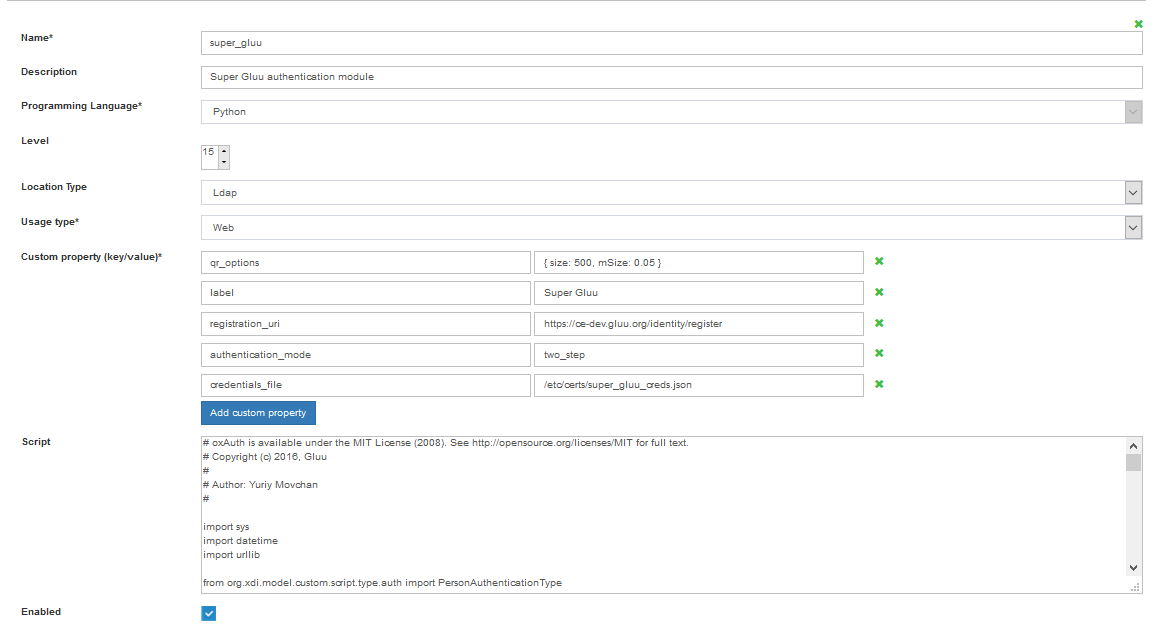 Name* super_gluu
Description Super Gluu authentication module
Programming Language* Python
Level 15
Location Type Ldap
Usage type* Web
Custom property (key/value)* qr_options { size: 500, mSize: 0.05 }
label Super Gluu
registration_uri https://ce-dev.gluu.org/identity/register
authentication_mode two_step
credentials_file /etc/certs/super_gluu_creds.json
Add custom property
Script # oxAuth is available under the MIT License (2008). See http://opensource.org/licenses/MIT for full text.
# Copyright (c) 2016, Gluu
#
# Author: Yuriy Movchan
#
import sys
import datetime
import urllib
from org.xdi.model.custom.script.type.auth import PersonAuthenticationType
Enabled